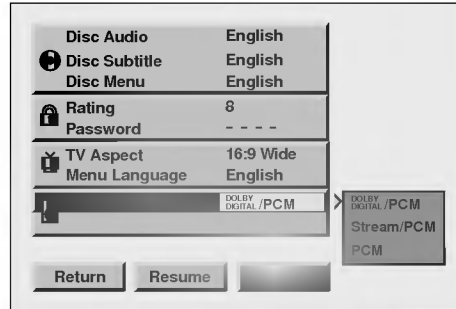 Disc Audio English
Disc Subtitle English
Disc Menu English
Rating 8
Password - - - -
TV Aspect 16:9 Wide
Menu Language English
DOLBY DIGITAL /PCM
DOLBY DIGITAL /PCM
Stream/PCM
PCM
Return Resume